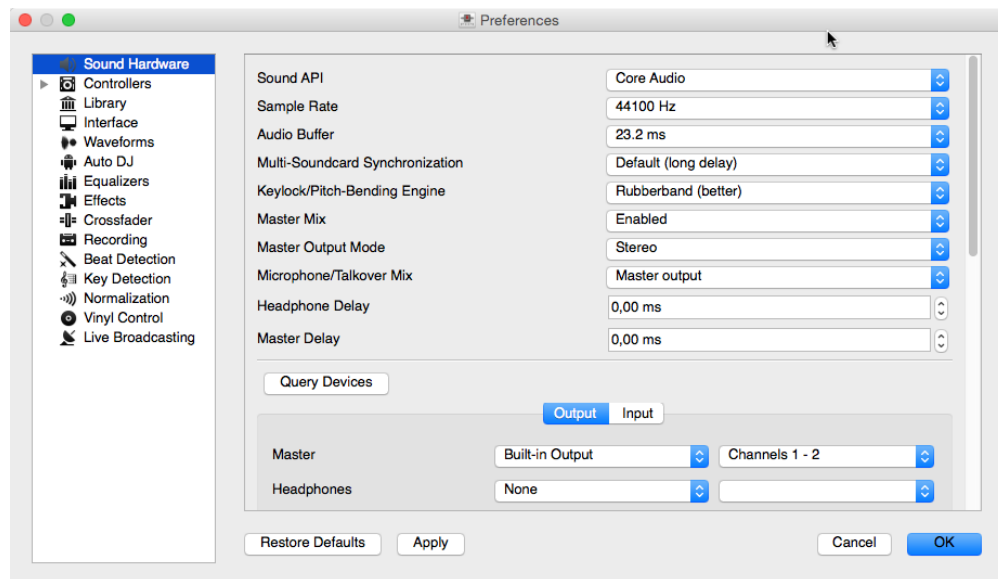 Preferences
Sound Hardware
Controllers
Library
Interface
Waveforms
Auto DJ
Equalizers
Effects
Crossfader
Recording
Beat Detection
Key Detection
Normalization
Vinyl Control
Live Broadcasting
Sound API Core Audio
Sample Rate 44100 Hz
Audio Buffer 23.2 ms
Multi-Soundcard Synchronization Default (long delay)
Keylock/Pitch-Bending Engine Rubberband (better)
Master Mix Enabled
Master Output Mode Stereo
Microphone/Talkover Mix Master output
Headphone Delay 0,00 ms
Master Delay 0,00 ms
Query Devices
Output Input
Master Built-in Output Channels 1 - 2
Headphones None
Restore Defaults Apply Cancel OK